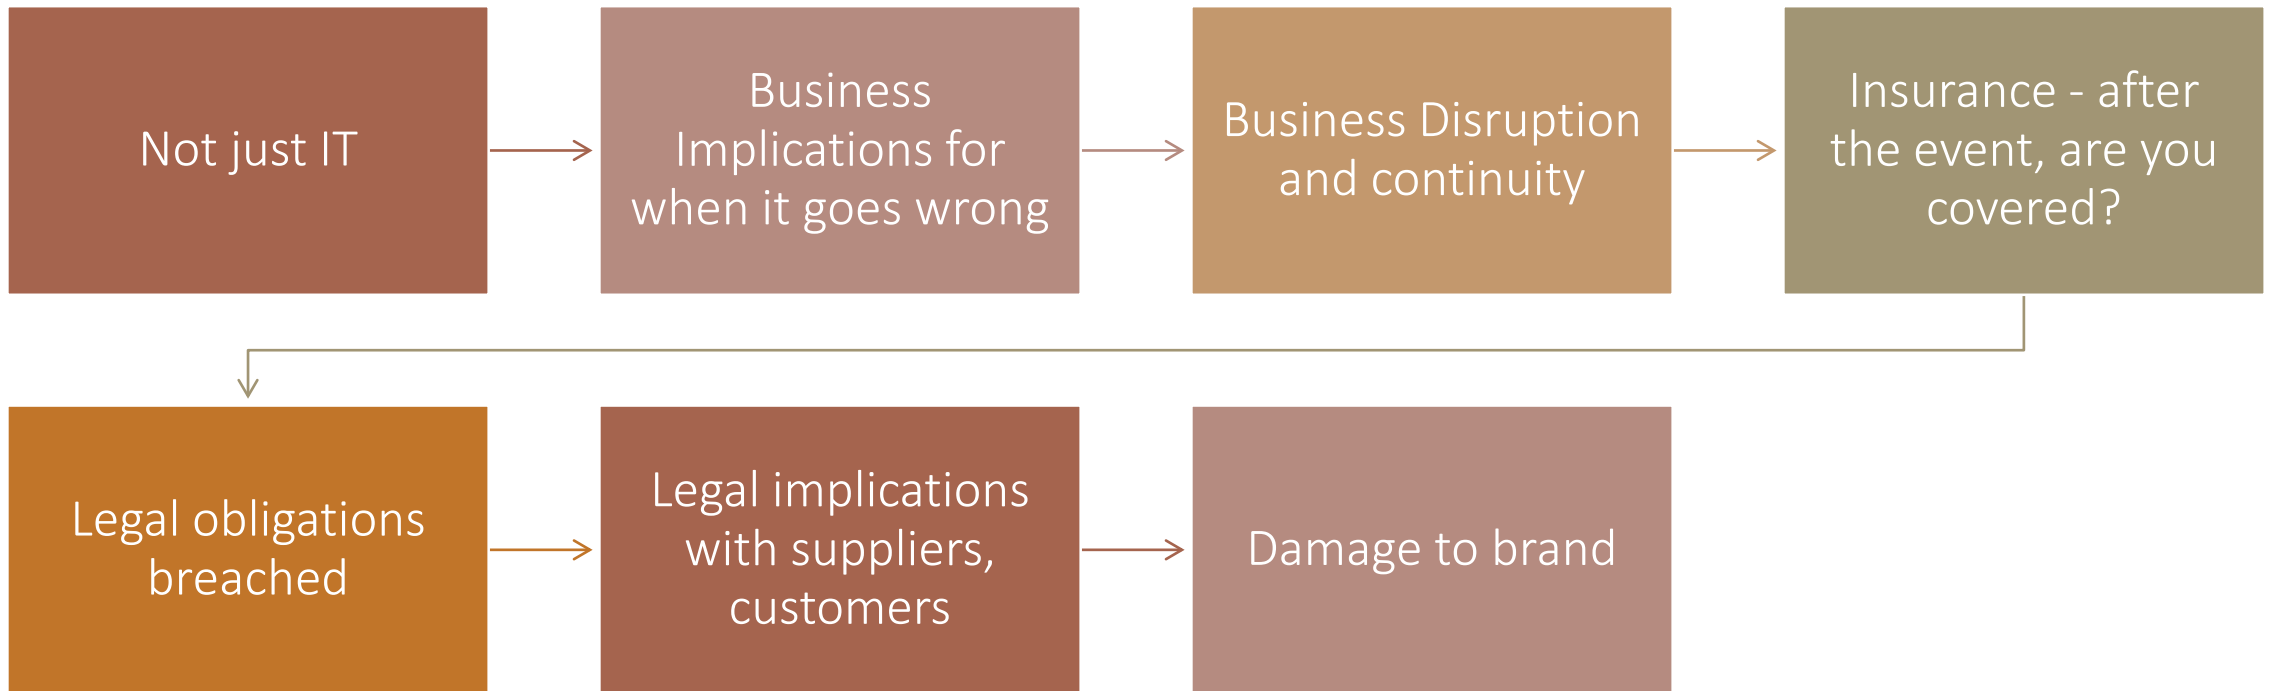 Not just IT
Business
Implications for
when it goes wrong
Business Disruption
and continuity
Insurance - after
the event, are you
covered?
Legal obligations
breached
Legal implications
with suppliers,
customers
Damage to brand